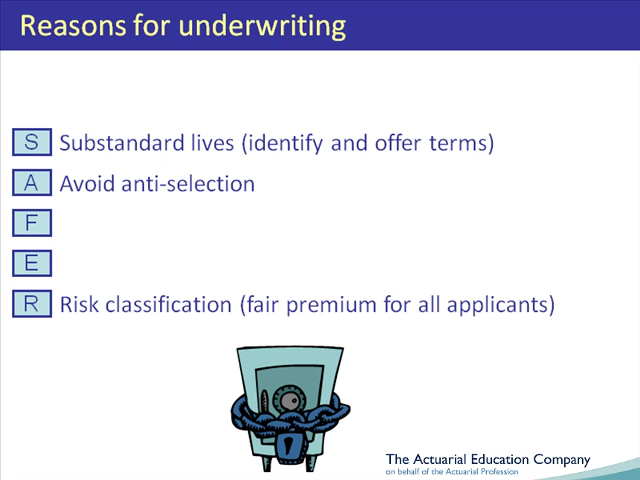 Reasons for underwriting
S Substandard lives (identify and offer terms)
A Avoid anti-selection
F
E
R Risk classification (fair premium for all applicants)
The Actuarial Education Company
on behalf of the Actuarial Profession